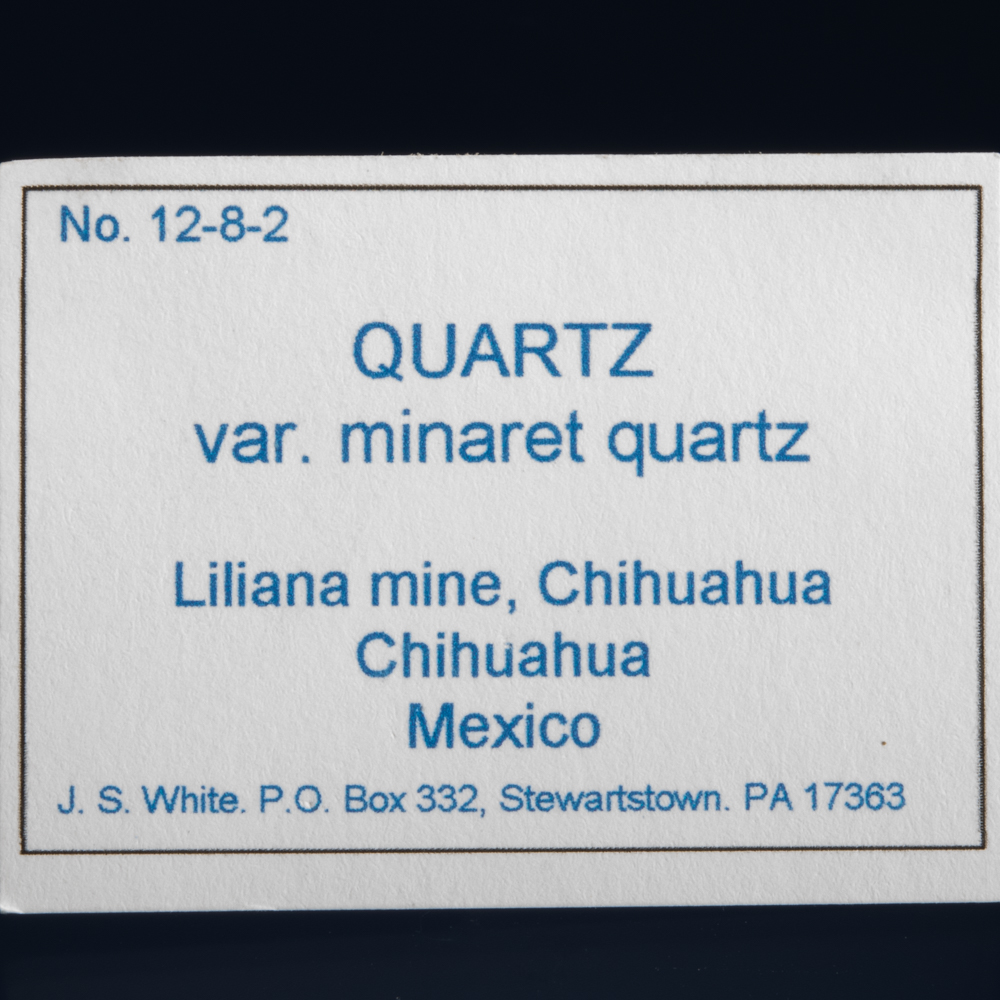 No. 12-8-2
QUARTZ
var. minaret quartz
Liliana mine, Chihuahua
Chihuahua
Mexico
J. S. White. P.O. Box 332, Stewartstown. PA 17363